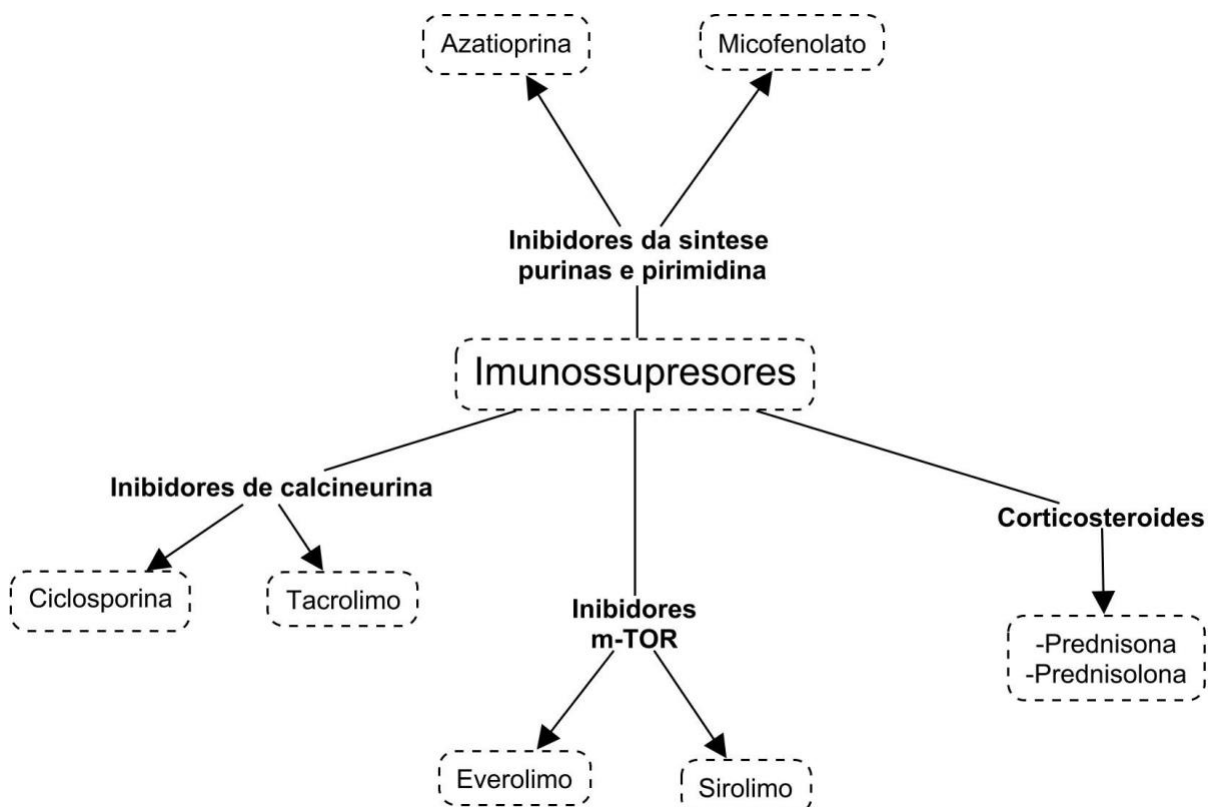 Azatioprina
Micofenolato
Inibidores da sintese
purinas e pirimidina
Imunossupresores
Inibidores de calcineurina
Ciclosporina
Tacrolimo
Inibidores
m-TOR
Everolimo
Sirolimo
Corticosteroides
-Prednisona
-Prednisolona